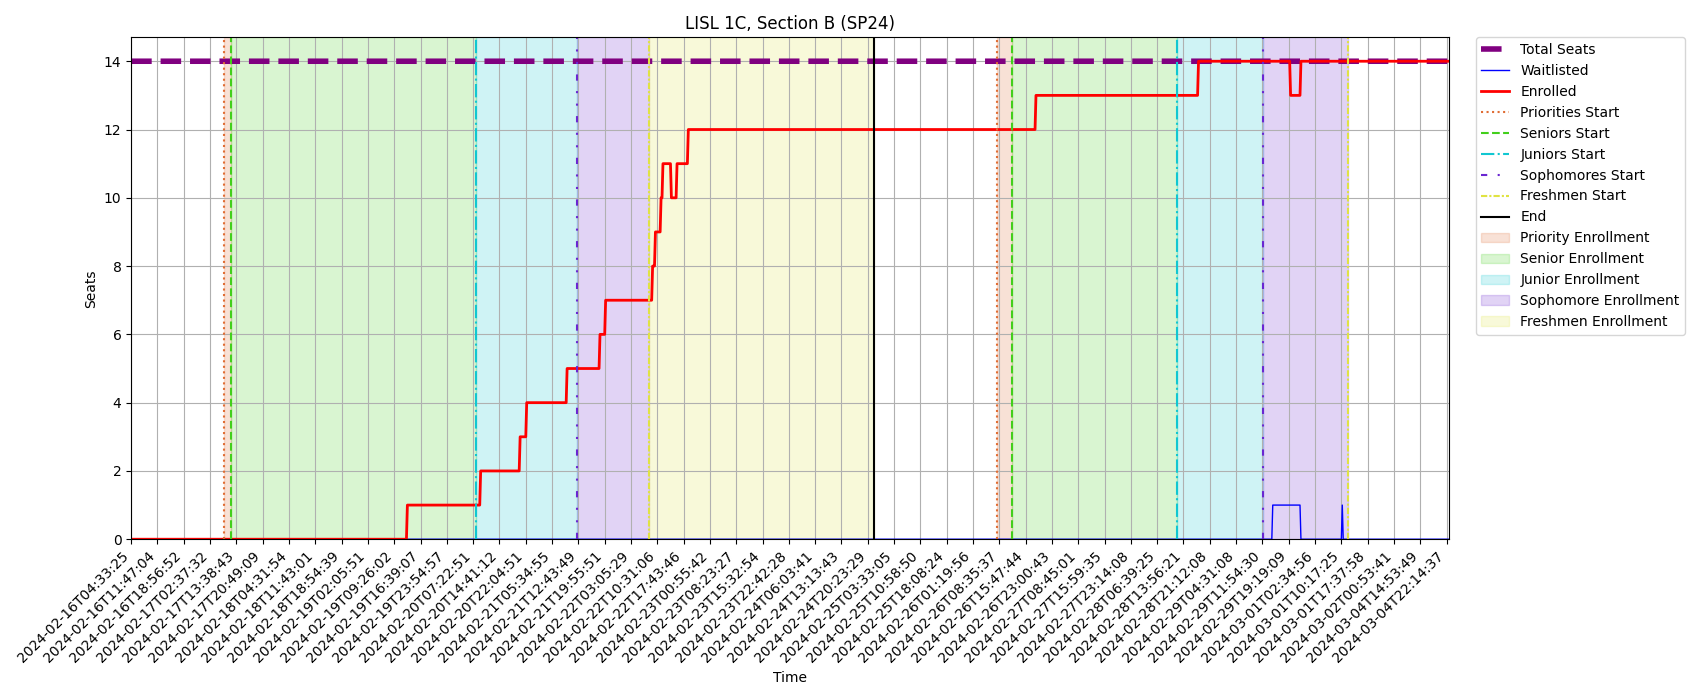 LISL 1C, Section B (SP24)
Seats
14
12
10
8
6
4
2
0
2024-02-16T04:33:25
2024-02-16T11:47:04
2024-02-16T18:56:52
2024-02-17T02:37:32
2024-02-17T13:38:43
2024-02-17T20:49:09
2024-02-18T04:31:54
2024-02-18T11:43:01
2024-02-18T18:54:39
2024-02-19T02:05:51
2024-02-19T09:26:02
2024-02-19T16:39:07
2024-02-19T23:54:57
2024-02-20T07:22:51
2024-02-20T14:41:12
2024-02-20T22:04:51
2024-02-21T05:34:55
2024-02-21T12:43:49
2024-02-21T19:55:51
2024-02-22T03:05:29
2024-02-22T10:31:06
2024-02-22T17:43:46
2024-02-23T00:55:42
2024-02-23T08:23:27
2024-02-23T15:32:54
2024-02-23T22:42:28
2024-02-24T06:03:41
2024-02-24T13:13:43
2024-02-24T20:23:29
2024-02-25T03:33:05
2024-02-25T10:58:50
2024-02-25T18:08:24
2024-02-26T01:19:56
2024-02-26T08:35:37
2024-02-26T15:47:44
2024-02-26T23:00:43
2024-02-27T08:45:01
2024-02-27T15:59:35
2024-02-27T23:14:08
2024-02-28T06:39:25
2024-02-28T13:56:21
2024-02-28T21:12:08
2024-02-29T04:31:08
2024-02-29T11:54:30
2024-02-29T19:19:09
2024-03-01T02:34:56
2024-03-01T10:17:25
2024-03-01T17:37:58
2024-03-02T00:53:41
2024-03-04T14:53:49
2024-03-04T22:14:37
Time
Total Seats
Waitlisted
Enrolled
Priorities Start
Seniors Start
Juniors Start
Sophomores Start
Freshmen Start
End
Priority Enrollment
Senior Enrollment
Junior Enrollment
Sophomore Enrollment
Freshmen Enrollment